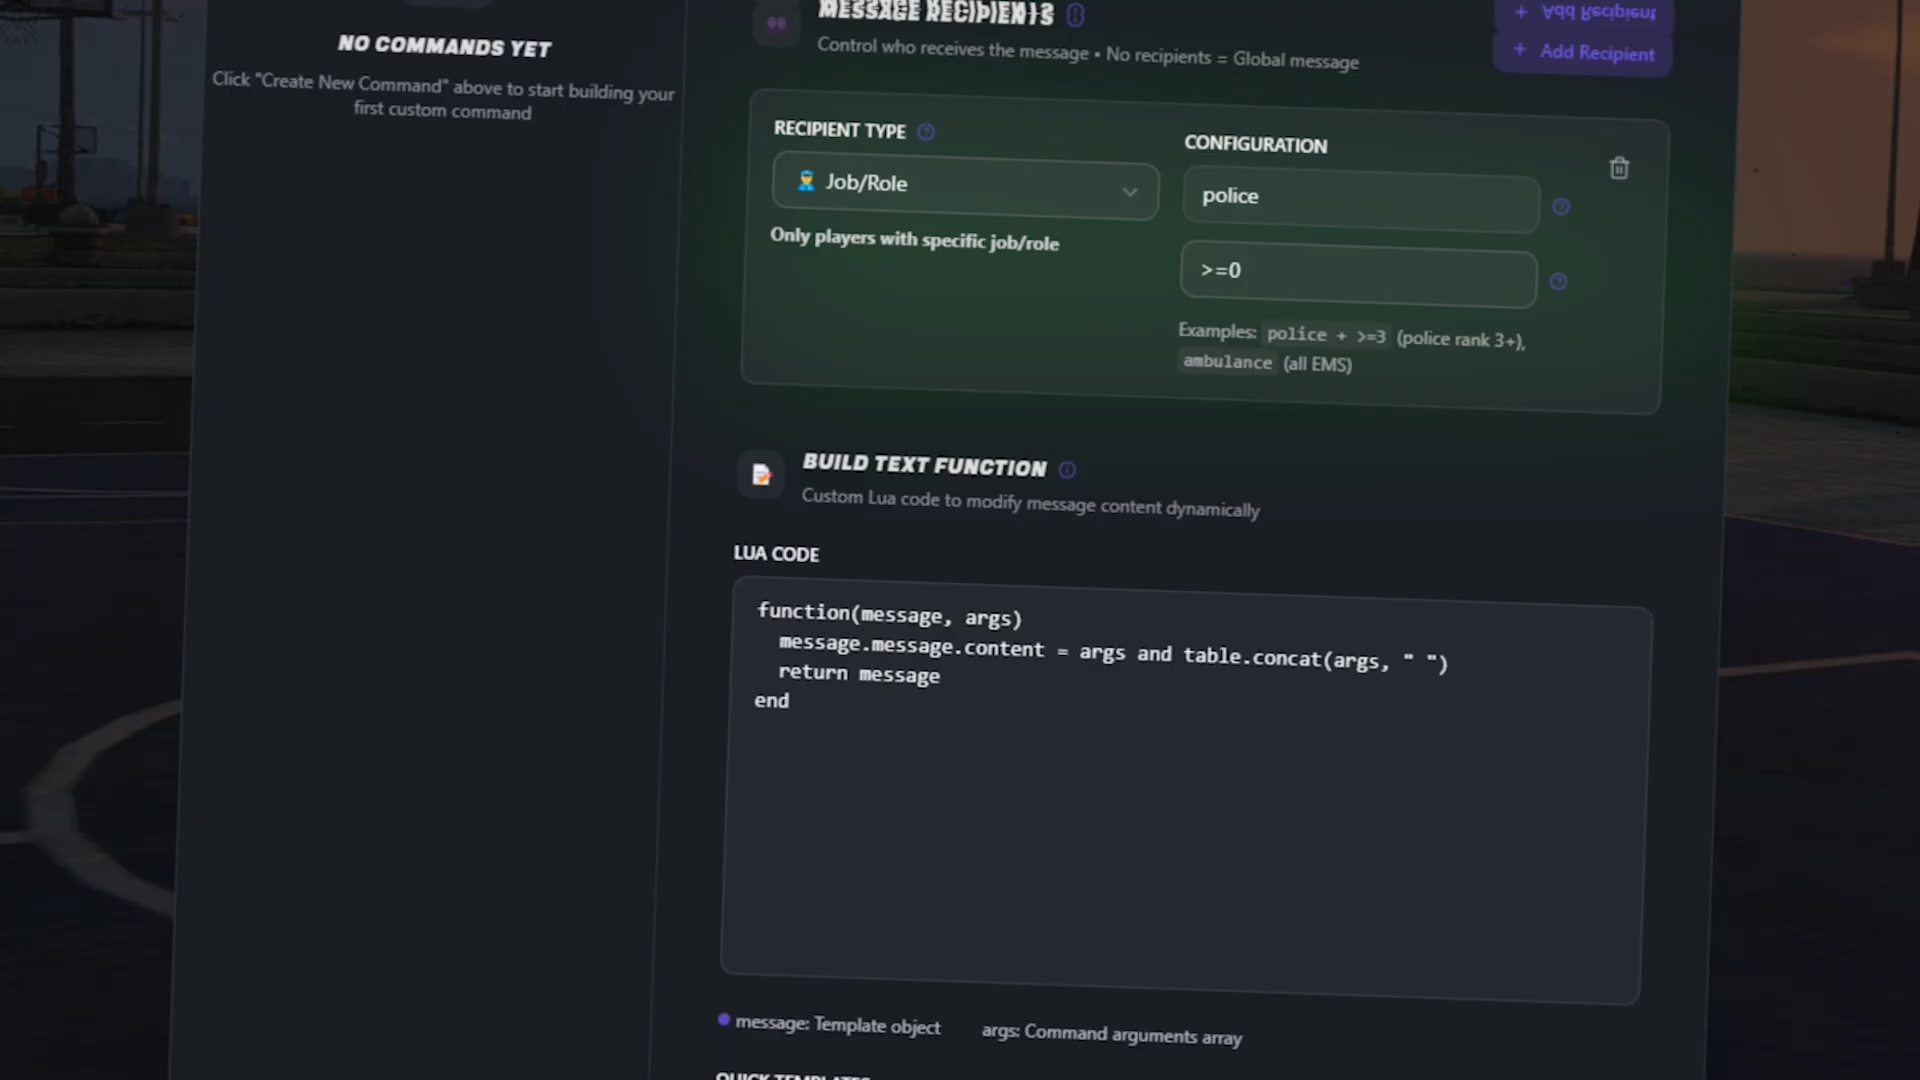 NO COMMANDS YET
Click "Create New Command" above to start building your
first custom command
MESSAGE RECIPIENTS
Control who receives the message • No recipients = Global message
+ Add Recipient
+ Add Recipient
RECIPIENT TYPE
Job/Role
Only players with specific job/role
CONFIGURATION
police
>=0
Examples: police + >=3 (police rank 3+),
ambulance (all EMS)
BUILD TEXT FUNCTION
Custom Lua code to modify message content dynamically
LUA CODE
function(message, args)
message.message.content = args and table.concat(args, " ")
return message
end
message: Template object args: Command arguments array
QUICK TEMPLATES